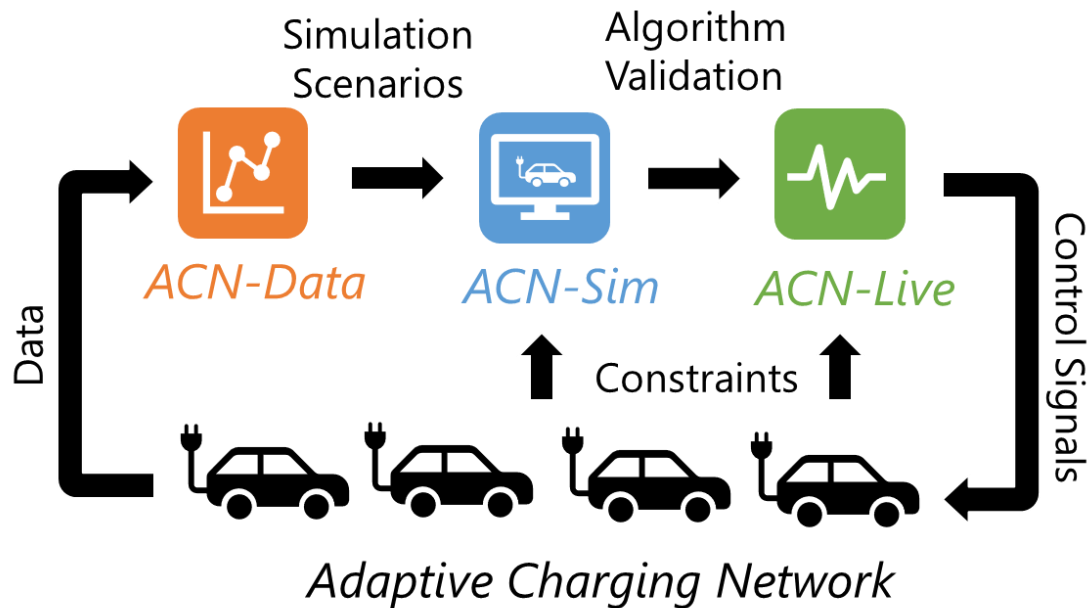 Simulation
Scenarios
Algorithm
Validation
ACN-Data
ACN-Sim
ACN-Live
Data
Constraints
Control Signals
Adaptive Charging Network